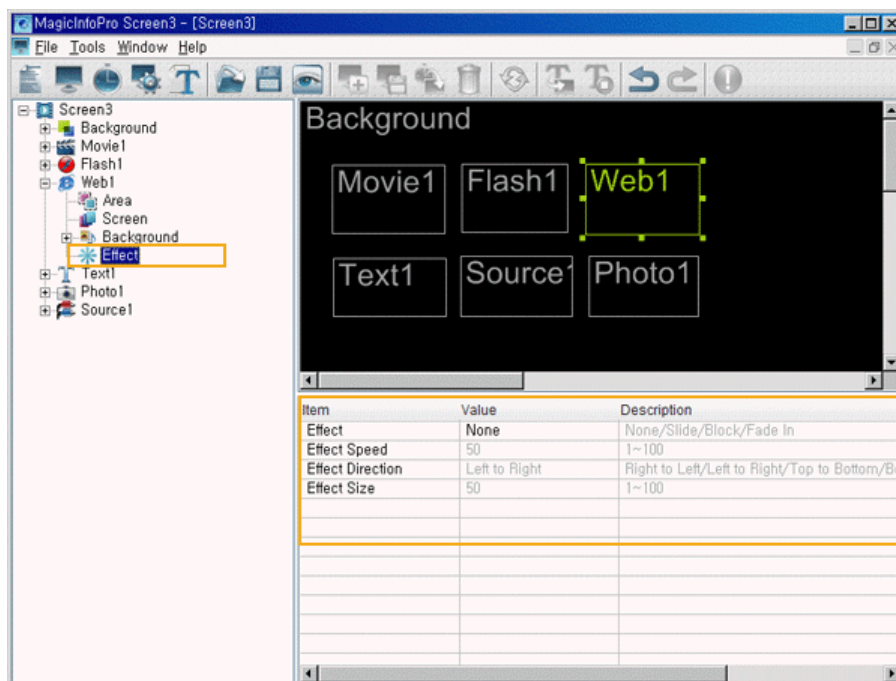 MagicInfoPro Screen3 - [Screen3]
File Tools Window Help
Screen3
Background
Movie1
Flash1
Web1
Area
Screen
Background
Effect
Text1
Photo1
Source1
Background
Movie1 Flash1 Web1
Text1 Source1 Photo1
Item Value Description
Effect None None/Slide/Block/Fade In
Effect Speed 50 1~100
Effect Direction Left to Right Right to Left/Left to Right/Top to Bottom/B
Effect Size 50 1~100